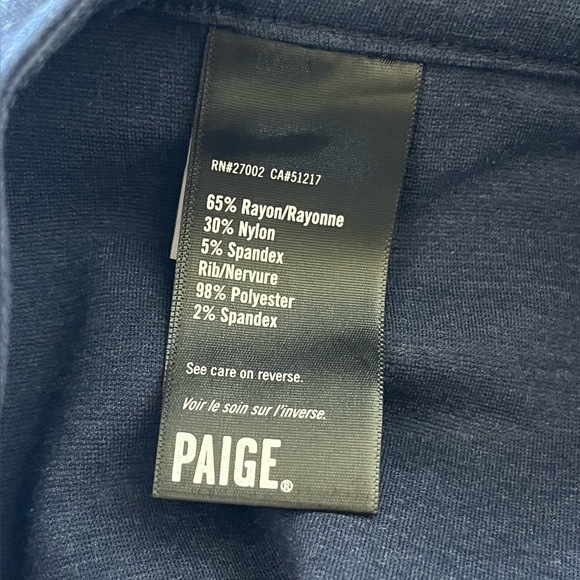 RN#27002 CA#51217
65% Rayon/Rayonne
30% Nylon
5% Spandex
Rib/Nervure
98% Polyester
2% Spandex
See care on reverse.
Voir le soin sur l'inverse.
PAIGE®